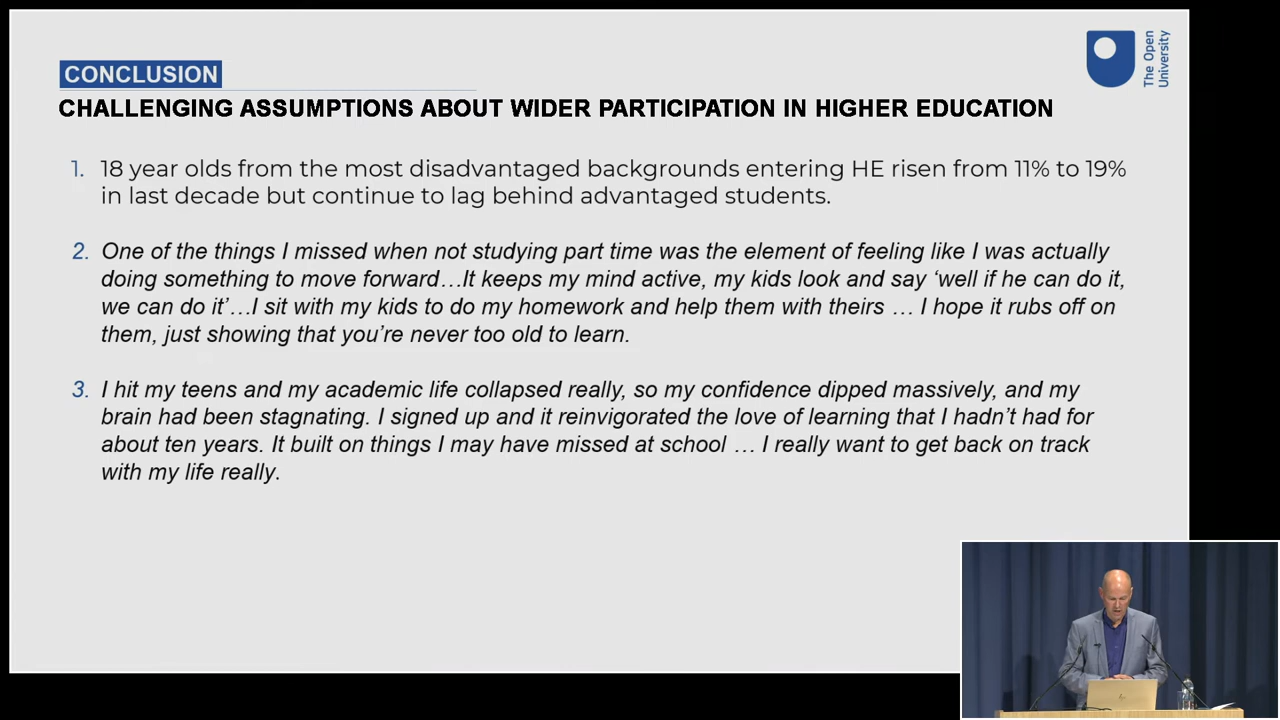 CONCLUSION
The Open
University
CHALLENGING ASSUMPTIONS ABOUT WIDER PARTICIPATION IN HIGHER EDUCATION
1. 18 year olds from the most disadvantaged backgrounds entering HE risen from 11% to 19%
in last decade but continue to lag behind advantaged students.
2. One of the things I missed when not studying part time was the element of feeling like I was actually
doing something to move forward…It keeps my mind active, my kids look and say ‘well if he can do it,
we can do it’…I sit with my kids to do my homework and help them with theirs … I hope it rubs off on
them, just showing that you’re never too old to learn.
3. I hit my teens and my academic life collapsed really, so my confidence dipped massively, and my
brain had been stagnating. I signed up and it reinvigorated the love of learning that I hadn’t had for
about ten years. It built on things I may have missed at school … I really want to get back on track
with my life really.